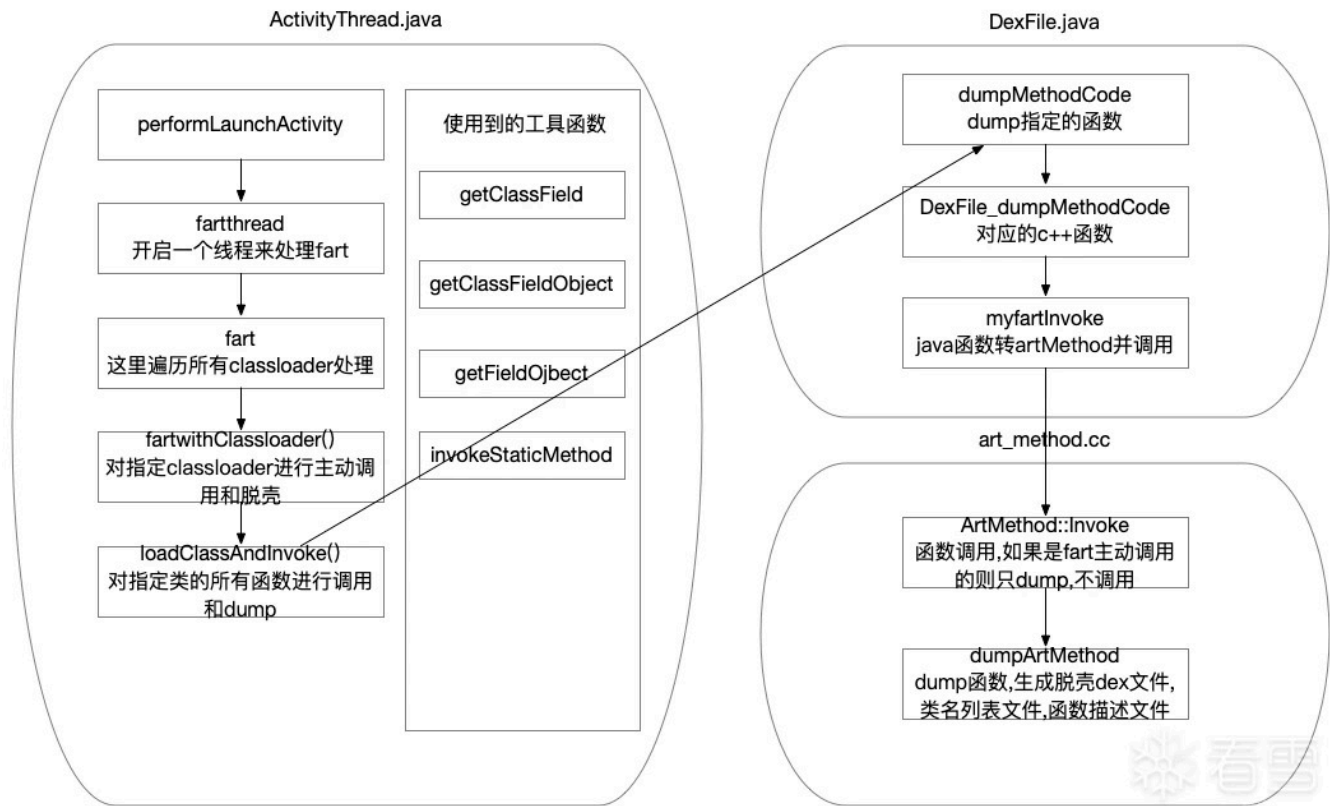 ActivityThread.java
performLaunchActivity
fartthread
开启一个线程来处理fart
fart
这里遍历所有classloader处理
fartwithClassloader()
对指定classloader进行主动调
用和脱壳
loadClassAndInvoke()
对指定类的所有函数进行调用
和dump
使用到的工具函数
getClassField
getClassFieldObject
getFieldOjbect
invokeStaticMethod
DexFile.java
dumpMethodCode
dump指定的函数
DexFile_dumpMethodCode
对应的c++函数
myfartInvoke
java函数转artMethod并调用
art_method.cc
ArtMethod::Invoke
函数调用,如果是fart主动调用
的则只dump,不调用
dumpArtMethod
dump函数,生成脱壳dex文件,
类名列表文件,函数描述文件
看雪